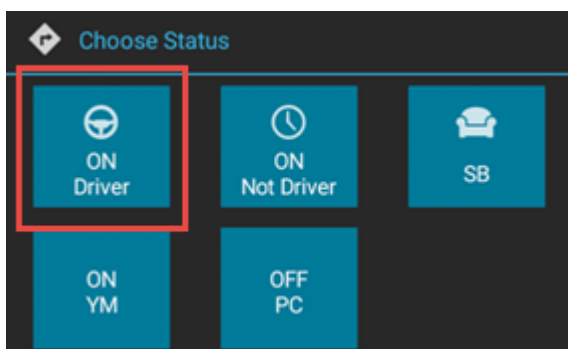 Choose Status
ON
Driver
ON
Not Driver
SB
ON
YM
OFF
PC